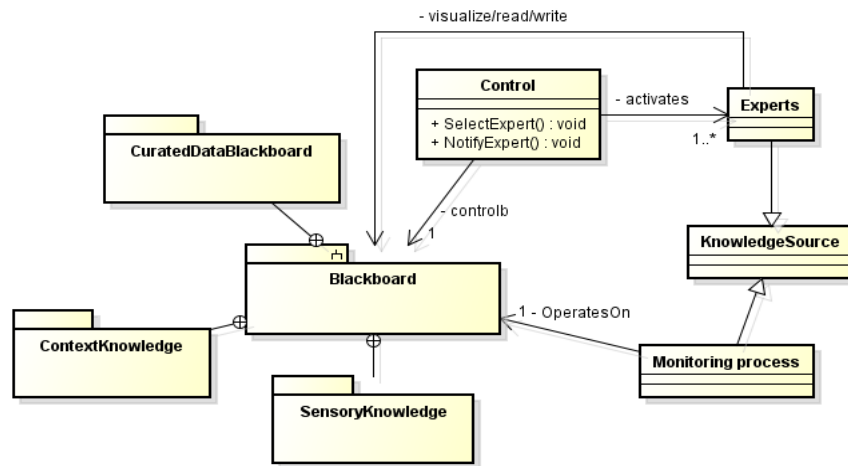 - visualize/read/write
Control
- activates
Experts
+ SelectExpert() : void
+ NotifyExpert() : void
1..*
CuratedDataBlackboard
- controlb
1
KnowledgeSource
Blackboard
1 - OperatesOn
ContextKnowledge
Monitoring process
SensoryKnowledge